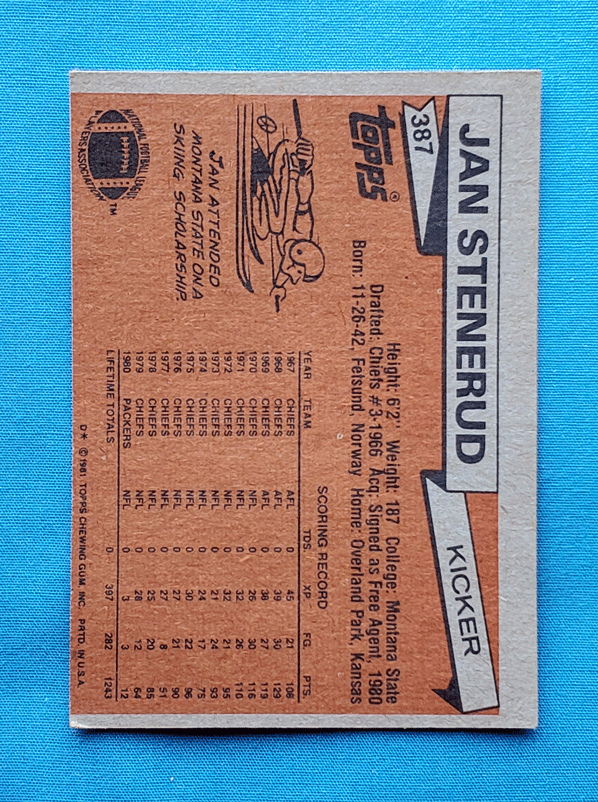 JAN STENERUD
KICKER
387
topps®
Height: 6'2" Weight: 187 College: Montana State
Drafted: Chiefs #3-1966 Acq: Signed as Free Agent, 1980
Born: 11-26-42, Fetsund, Norway Home: Overland Park, Kansas
JAN ATTENDED
MONTANA STATE ON A
SKIING SCHOLARSHIP.
NATIONAL FOOTBALL LEAGUE
PLAYERS ASSOCIATION
™
SCORING RECORD
YEAR TEAM TDS. XP. FG. PTS.
1967 CHIEFS AFL 0 45 21 108
1968 CHIEFS AFL 0 39 30 129
1969 CHIEFS AFL 0 38 27 119
1970 CHIEFS NFL 0 26 30 116
1971 CHIEFS NFL 0 32 26 110
1972 CHIEFS NFL 0 32 21 95
1973 CHIEFS NFL 0 21 24 93
1974 CHIEFS NFL 0 24 17 75
1975 CHIEFS NFL 0 30 22 96
1976 CHIEFS NFL 0 27 21 90
1977 CHIEFS NFL 0 27 8 51
1978 CHIEFS NFL 0 25 20 85
1979 CHIEFS NFL 0 28 12 64
1980 PACKERS NFL 0 3 3 12
LIFETIME TOTALS 0 397 282 1243
D* © 1981 TOPPS CHEWING GUM, INC. PRTD. IN U.S.A.